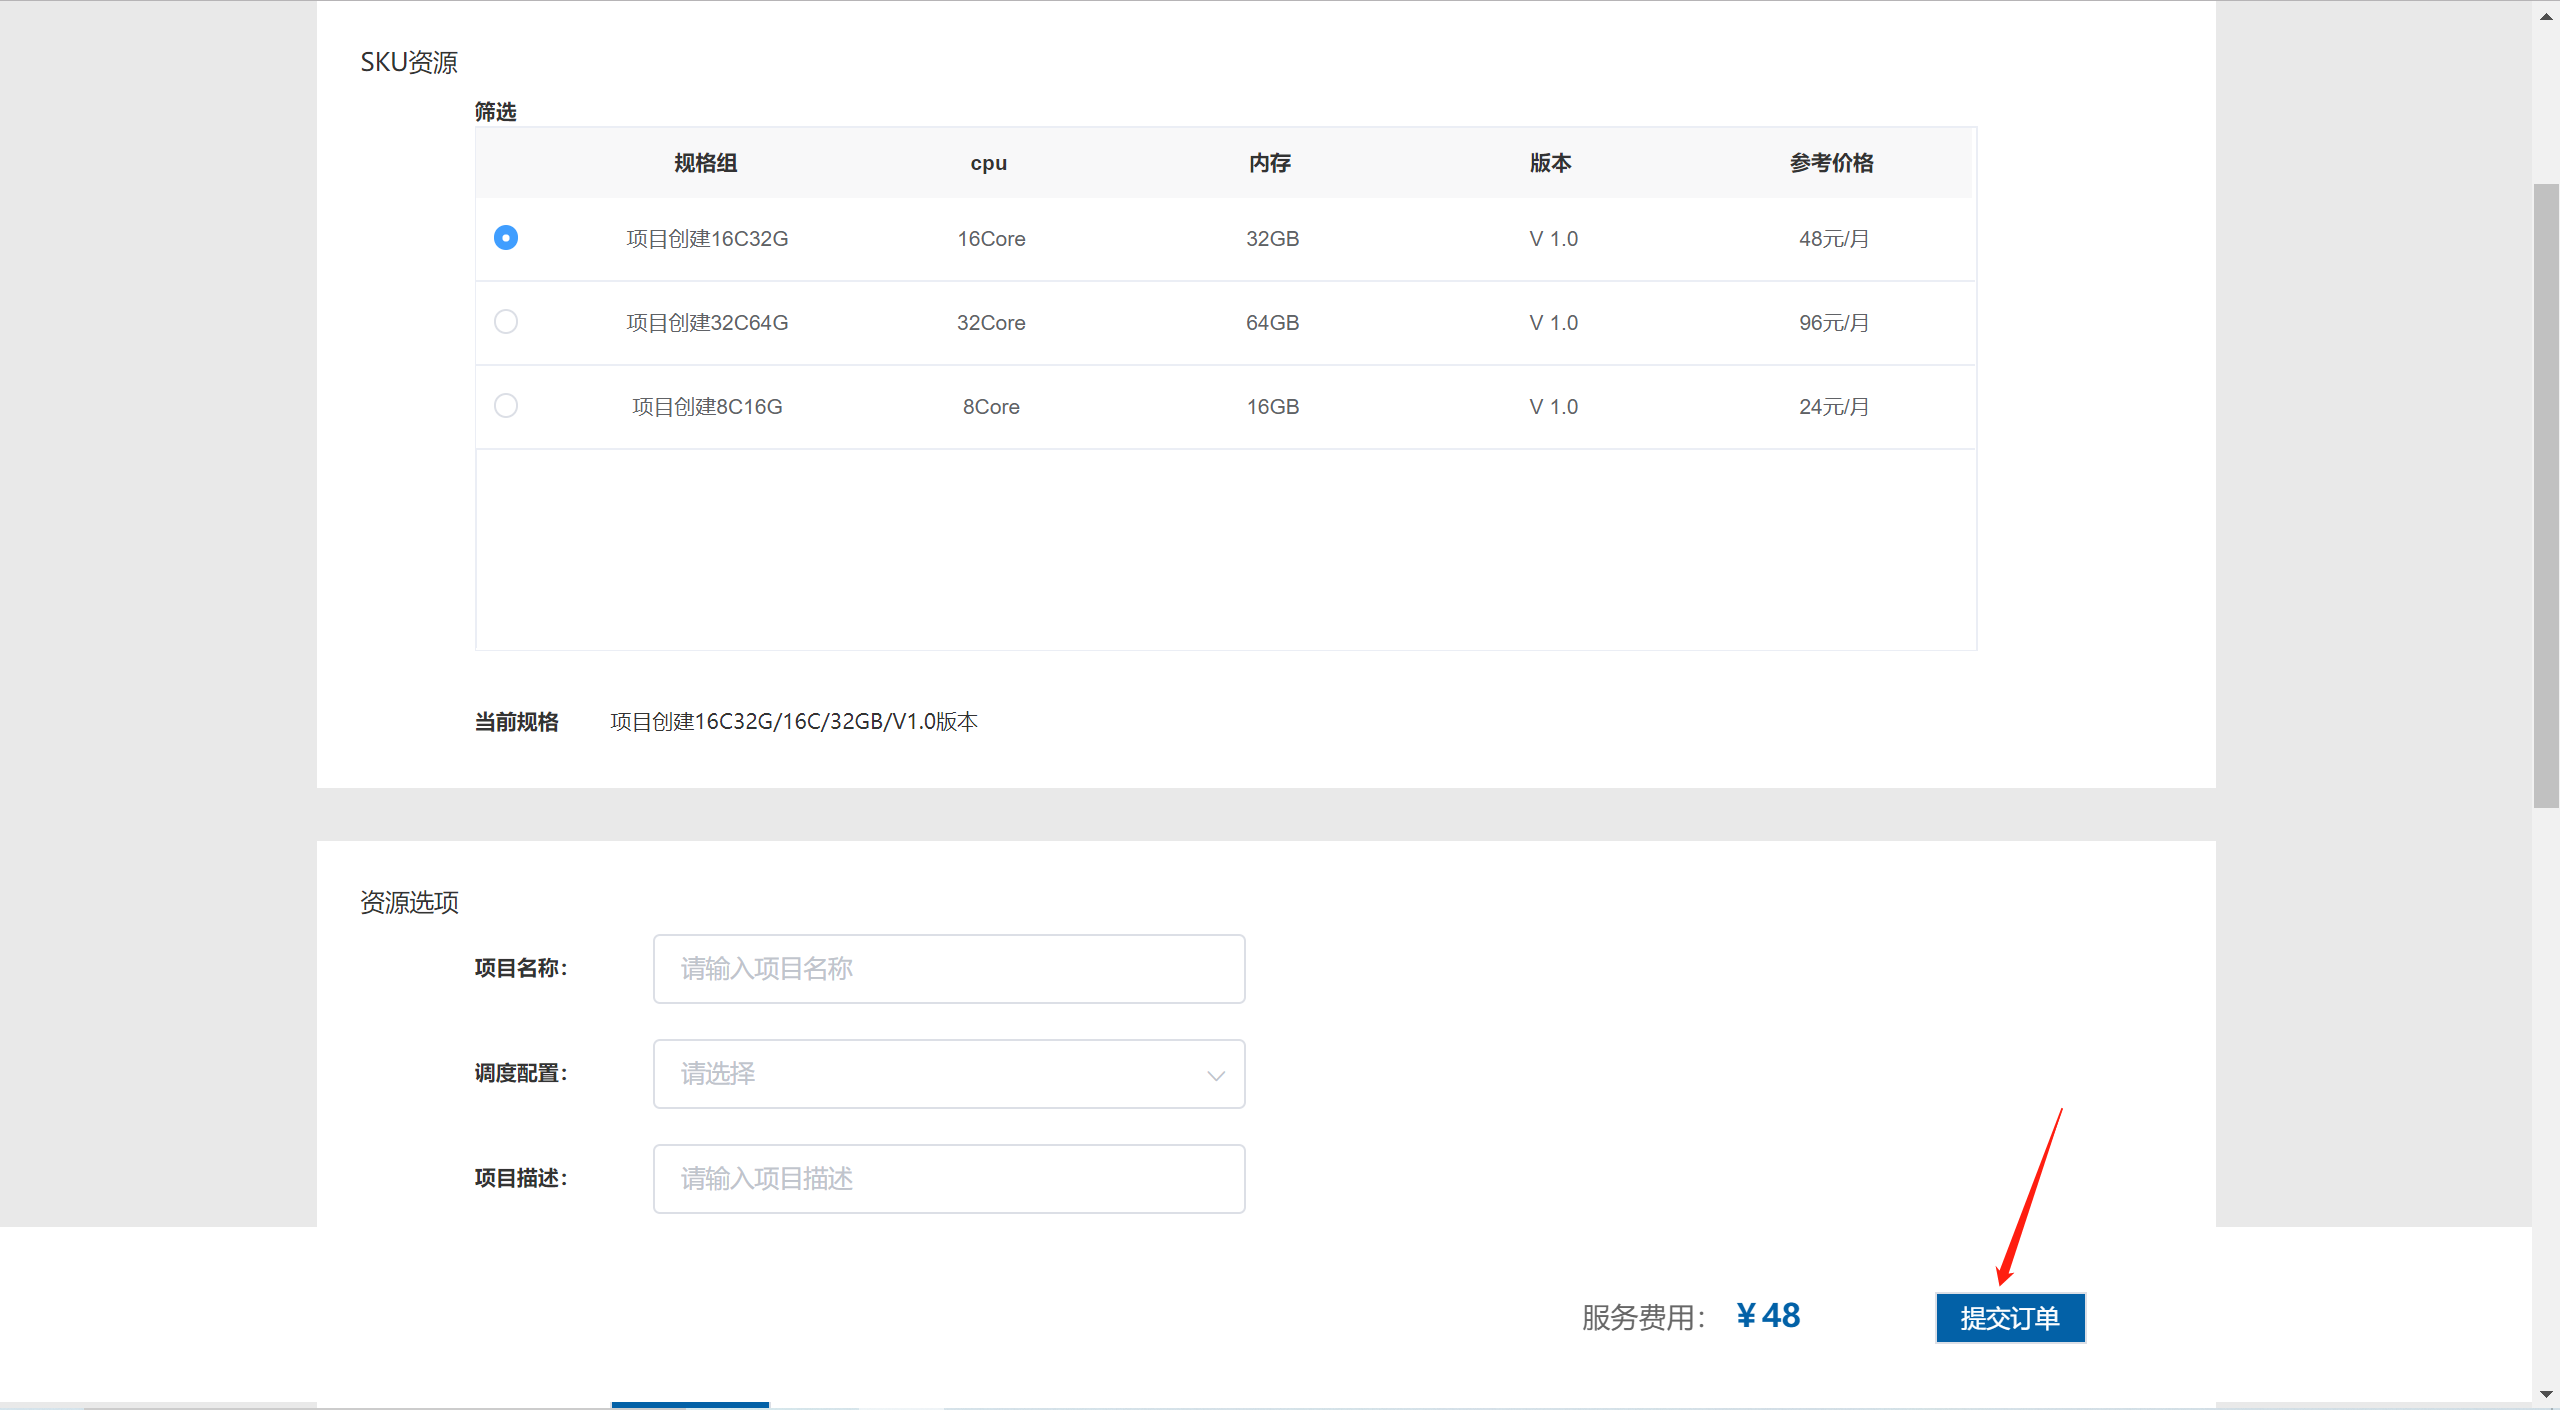 SKU资源
筛选
规格组 cpu 内存 版本 参考价格
项目创建16C32G 16Core 32GB V 1.0 48元/月
项目创建32C64G 32Core 64GB V 1.0 96元/月
项目创建8C16G 8Core 16GB V 1.0 24元/月
当前规格 项目创建16C32G/16C/32GB/V1.0版本
资源选项
项目名称： 请输入项目名称
调度配置： 请选择
项目描述： 请输入项目描述
服务费用： ¥48 提交订单